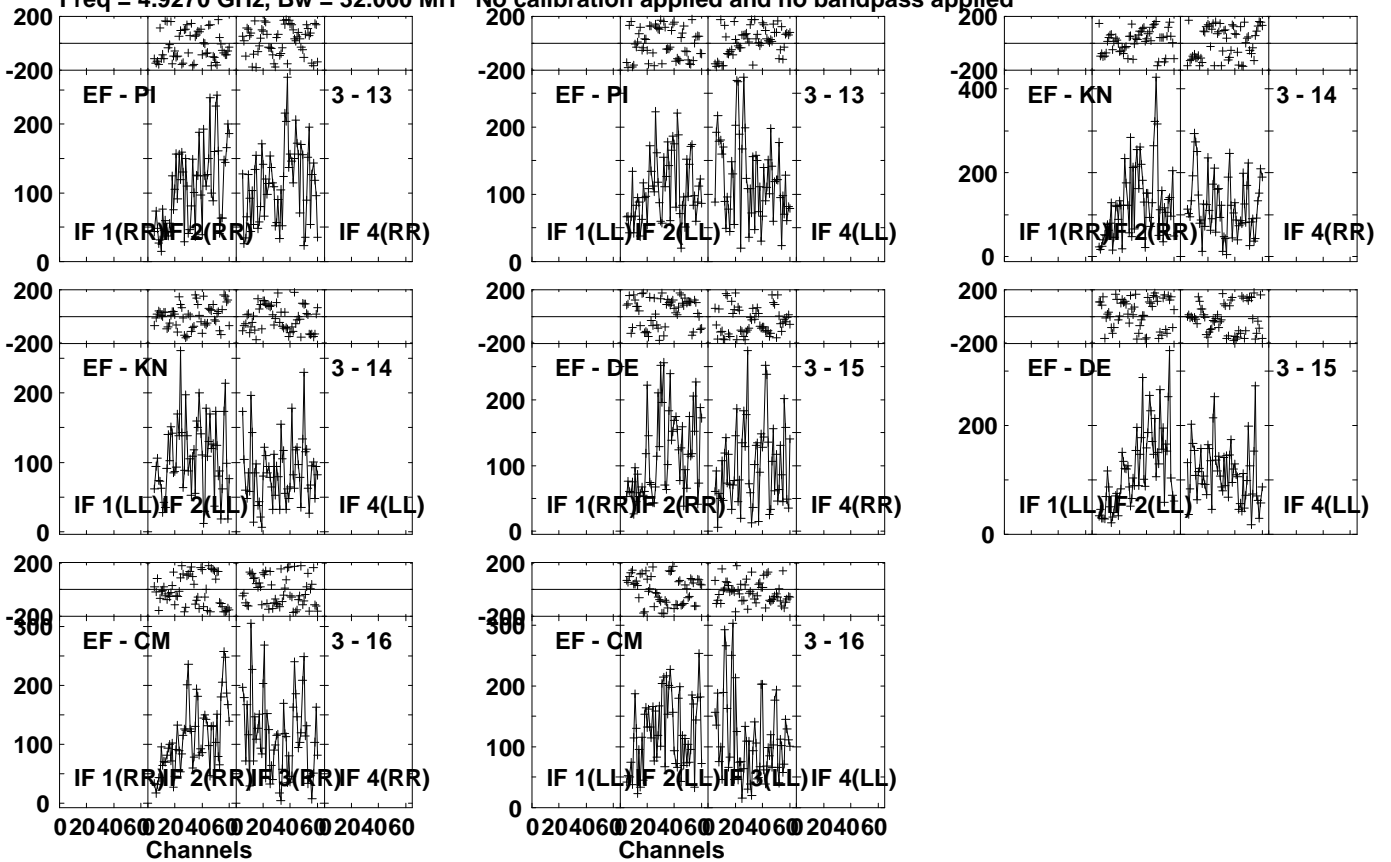 Freq = 4.9270 GHz, Bw = 32.000 MH No calibration applied and no bandpass applied
200
-200
EF - PI
3 - 13
200
100
0
IF 1(RR)
IF 2(RR)
IF 4(RR)
200
-200
EF - PI
3 - 13
200
100
0
IF 1(LL)
IF 2(LL)
IF 4(LL)
200
-200
400
EF - KN
3 - 14
200
0
IF 1(RR)
IF 2(RR)
IF 4(RR)
200
-200
EF - KN
3 - 14
200
100
0
IF 1(LL)
IF 2(LL)
IF 4(LL)
200
-200
EF - DE
3 - 15
200
100
0
IF 1(RR)
IF 2(RR)
IF 4(RR)
200
-200
EF - DE
3 - 15
200
0
IF 1(LL)
IF 2(LL)
IF 4(LL)
200
-200
300
EF - CM
3 - 16
200
100
0
IF 1(RR)
IF 2(RR)
IF 3(RR)
IF 4(RR)
0 20 40 60 0 20 40 60 0 20 40 60 0 20 40 60
Channels
200
-200
300
EF - CM
3 - 16
200
100
0
IF 1(LL)
IF 2(LL)
IF 3(LL)
IF 4(LL)
0 20 40 60 0 20 40 60 0 20 40 60 0 20 40 60
Channels